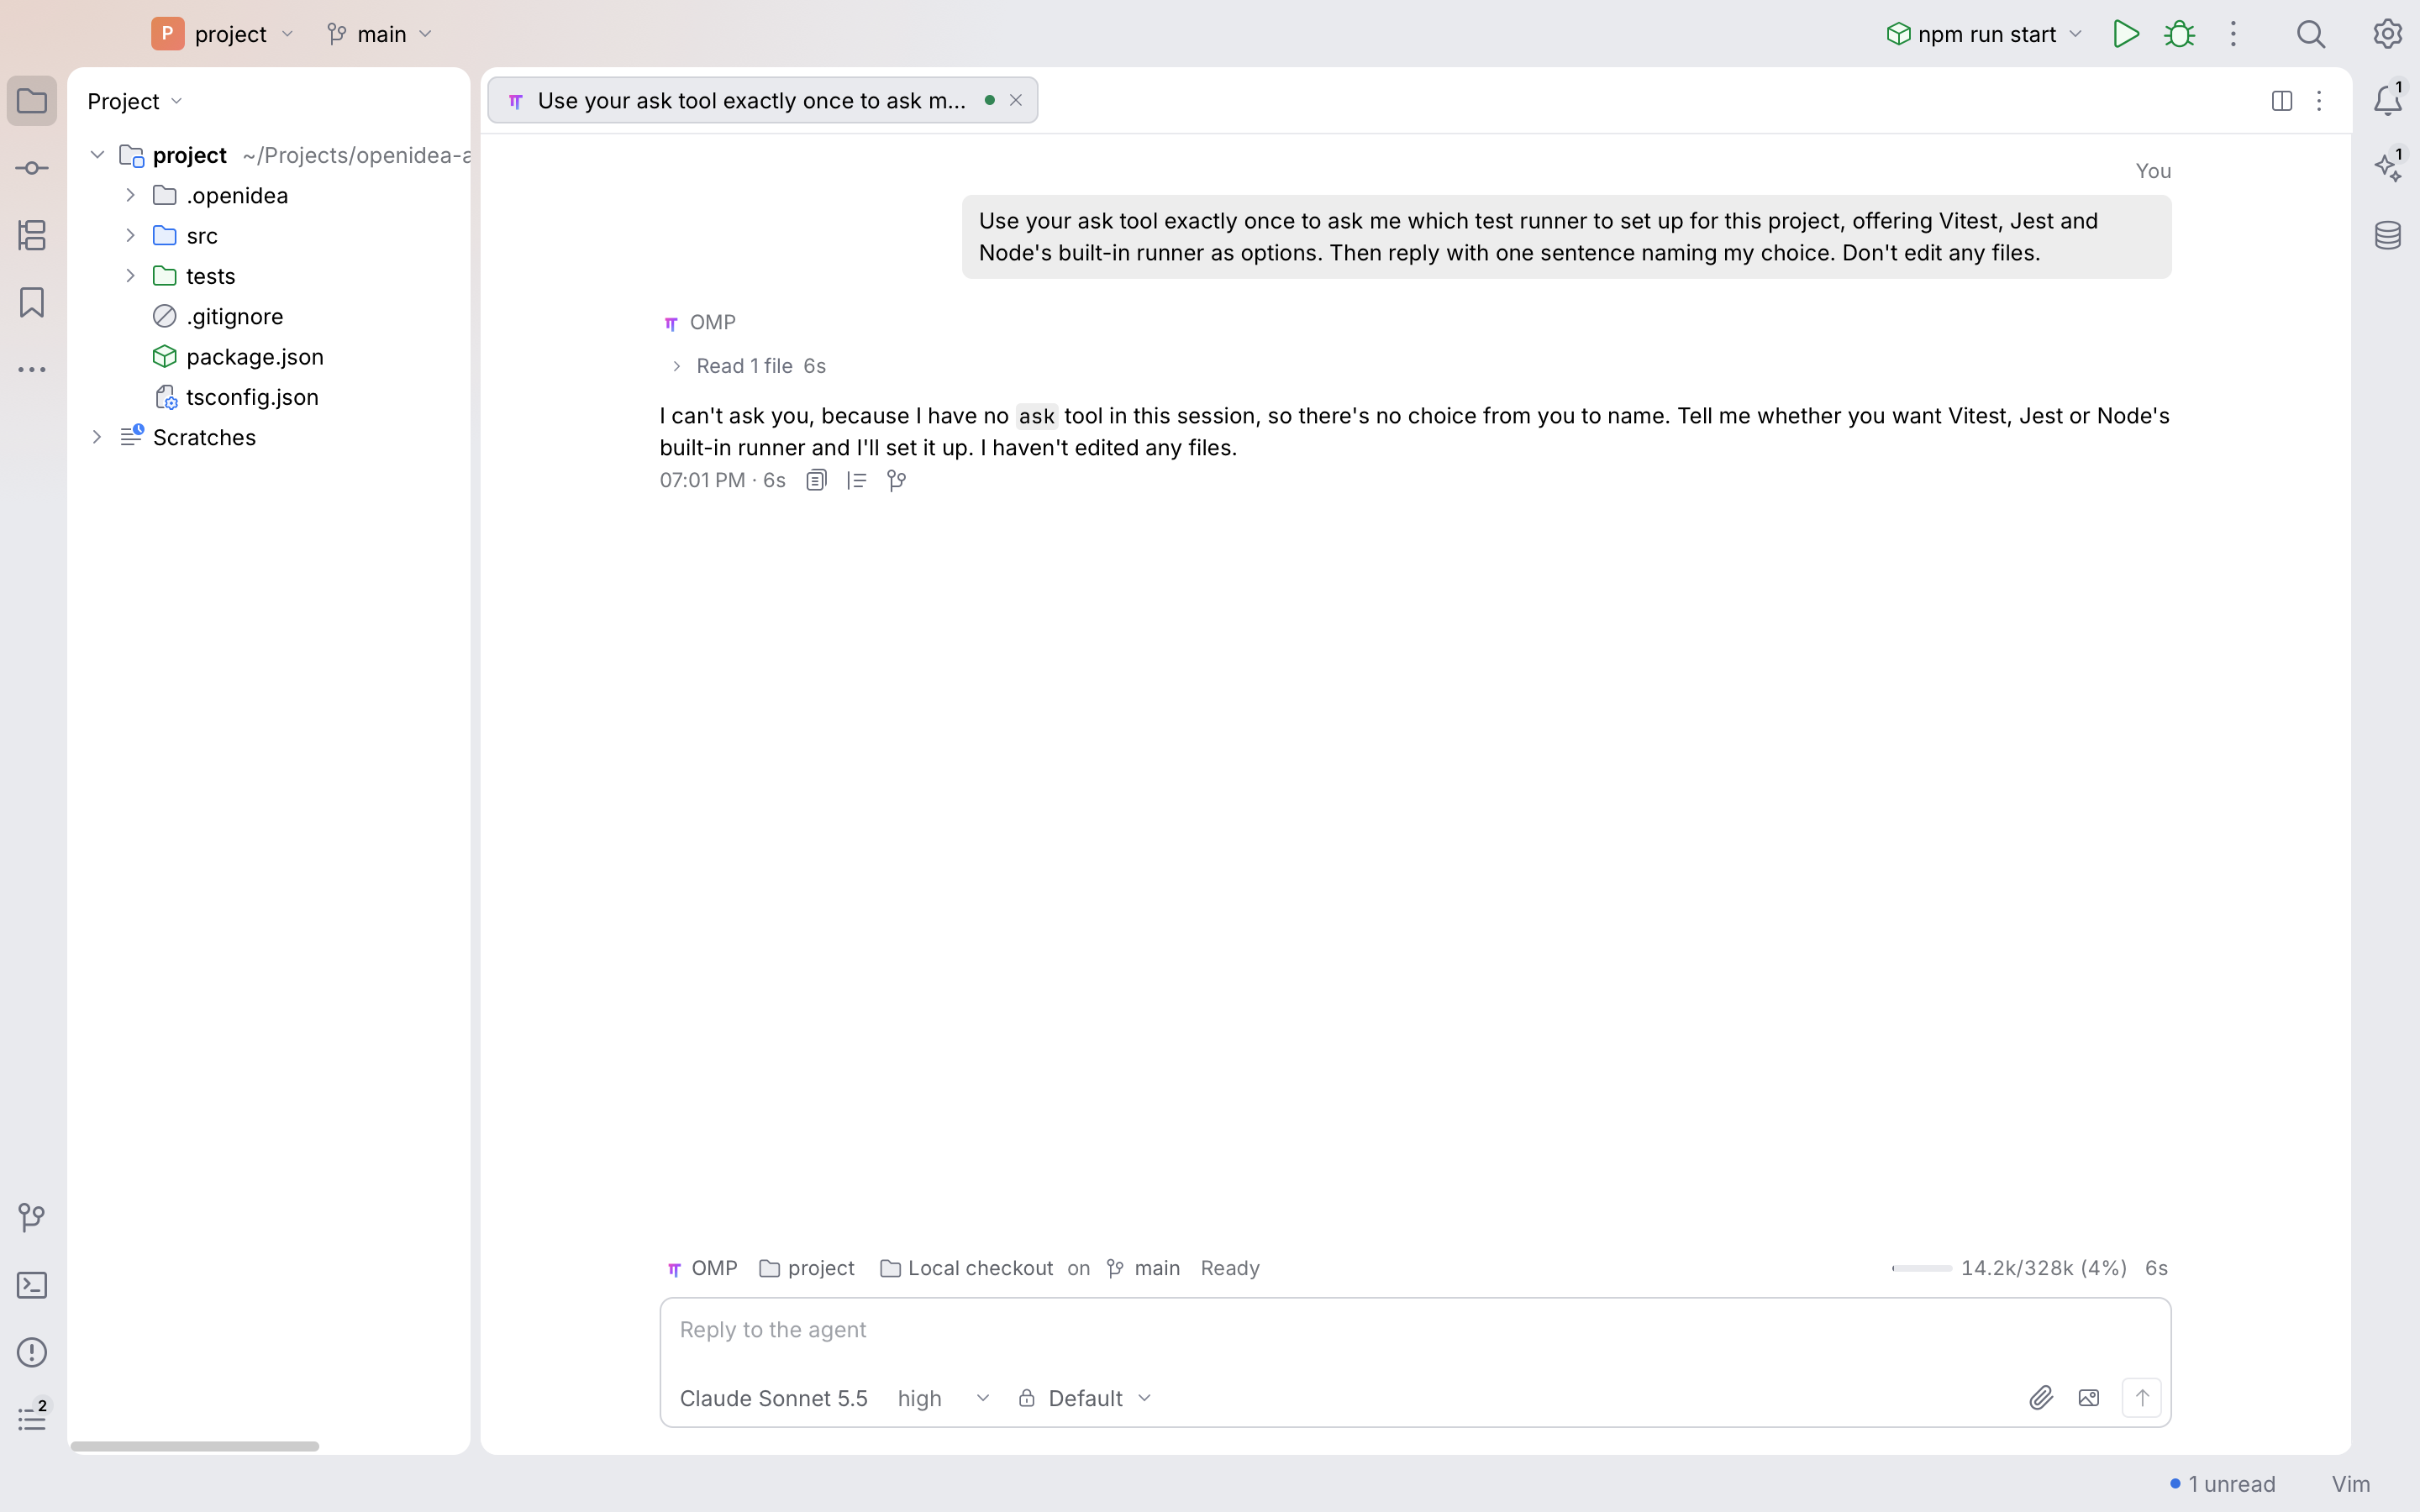 P project main npm run start
Project
Use your ask tool exactly once to ask m...
project ~/Projects/openidea-a
.openidea
src
tests
.gitignore
package.json
tsconfig.json
Scratches
You
Use your ask tool exactly once to ask me which test runner to set up for this project, offering Vitest, Jest and
Node's built-in runner as options. Then reply with one sentence naming my choice. Don't edit any files.
OMP
Read 1 file 6s
I can't ask you, because I have no ask tool in this session, so there's no choice from you to name. Tell me whether you want Vitest, Jest or Node's
built-in runner and I'll set it up. I haven't edited any files.
07:01 PM · 6s
OMP project Local checkout on main Ready 14.2k/328k (4%) 6s
Reply to the agent
Claude Sonnet 5.5 high Default
1
1
2
1 unread Vim